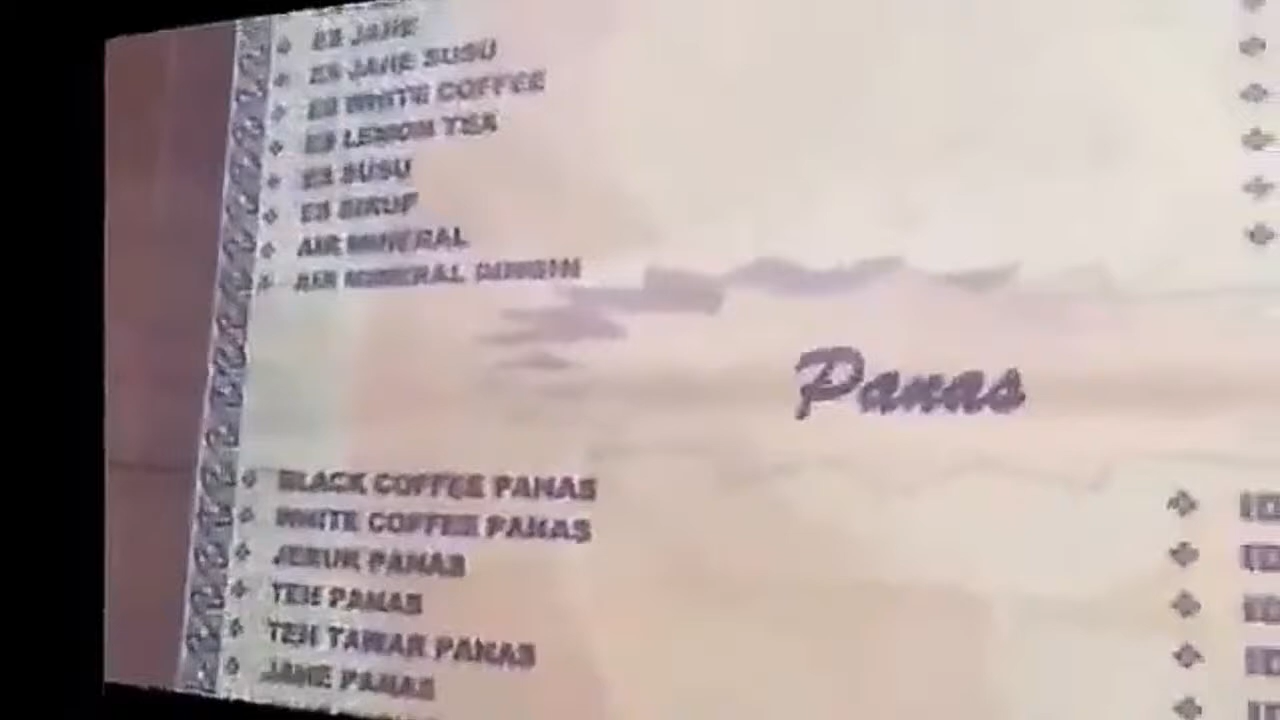 ES JAHE
ES JAHE SUSU
ES WHITE COFFEE
ES LEMON TEA
ES SUSU
ES SIRUP
AIR MINERAL
AIR MINERAL DINGIN
Panas
BLACK COFFEE PANAS
WHITE COFFEE PANAS
JERUK PANAS
TEH PANAS
TEH TAWAR PANAS
JAHE PANAS